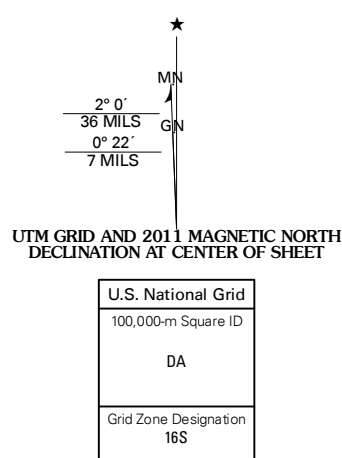 ★
MN
2° 0´
36 MILS
GN
0° 22´
7 MILS
UTM GRID AND 2011 MAGNETIC NORTH
DECLINATION AT CENTER OF SHEET
U.S. National Grid
100,000-m Square ID
DA
Grid Zone Designation
16S